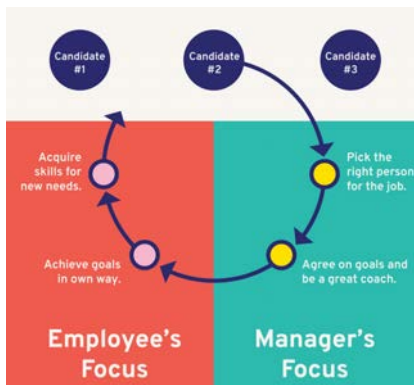 Candidate
#1
Candidate
#2
Candidate
#3
Acquire
skills for
new needs.
Pick the
right person
for the job.
Achieve goals
in own way.
Agree on goals and
be a great coach.
Employee's
Focus
Manager's
Focus